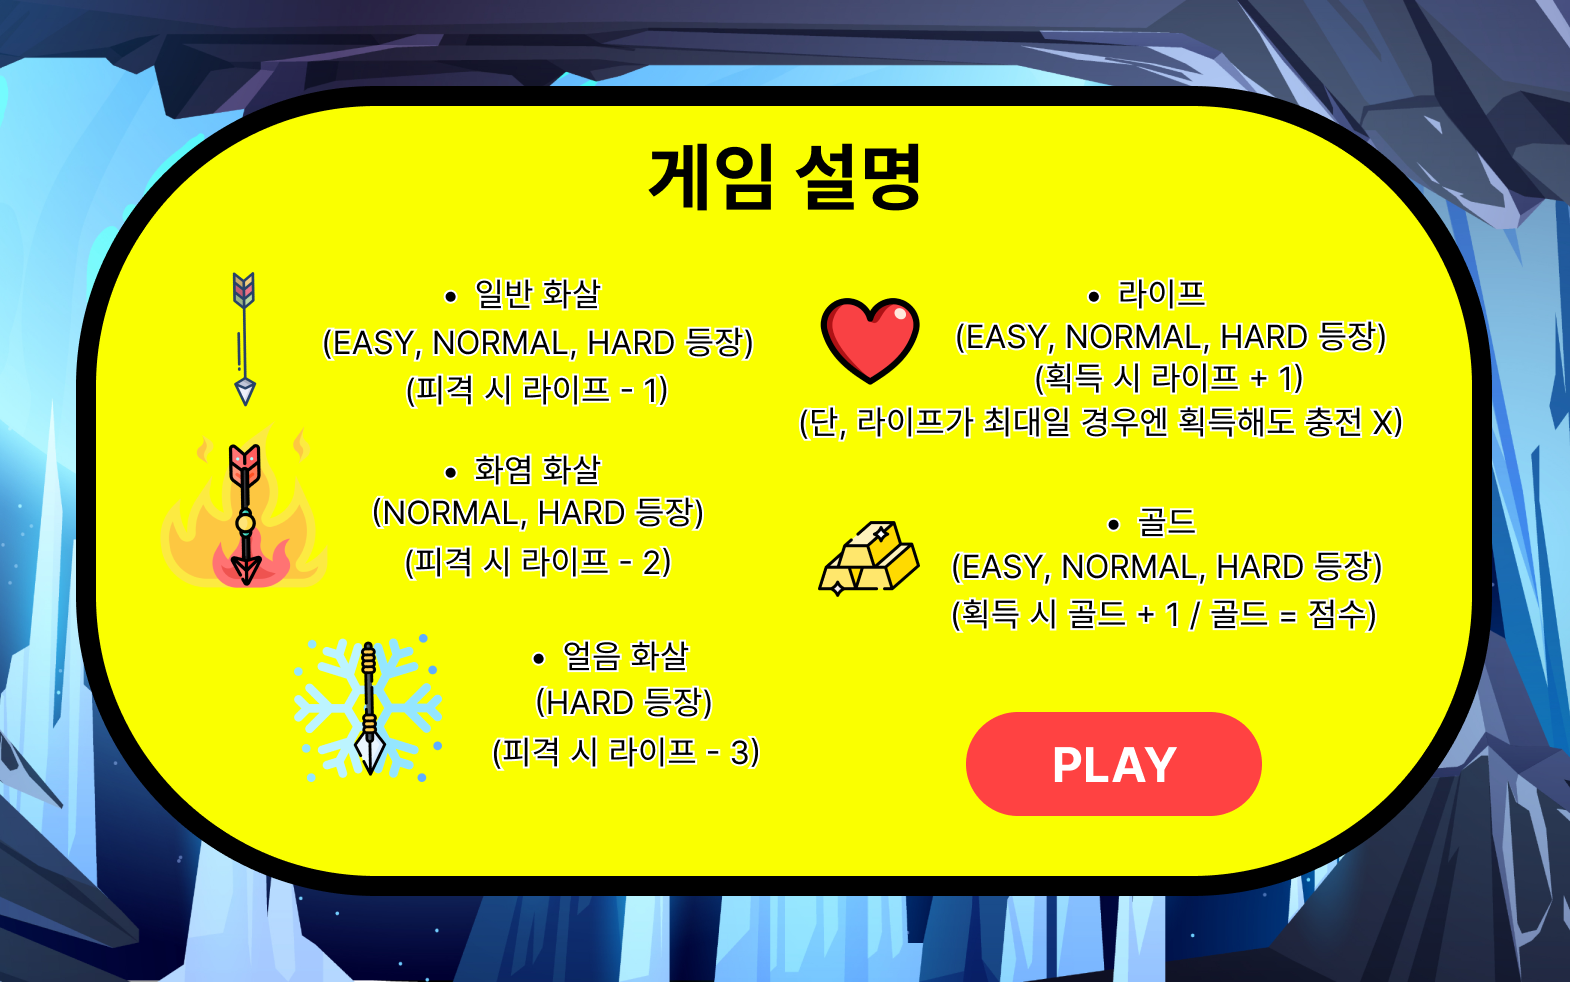 게임 설명
• 일반 화살
(EASY, NORMAL, HARD 등장)
(피격 시 라이프 - 1)
• 화염 화살
(NORMAL, HARD 등장)
(피격 시 라이프 - 2)
• 얼음 화살
(HARD 등장)
(피격 시 라이프 - 3)
• 라이프
(EASY, NORMAL, HARD 등장)
(획득 시 라이프 + 1)
(단, 라이프가 최대일 경우엔 획득해도 충전 X)
• 골드
(EASY, NORMAL, HARD 등장)
(획득 시 골드 + 1 / 골드 = 점수)
PLAY